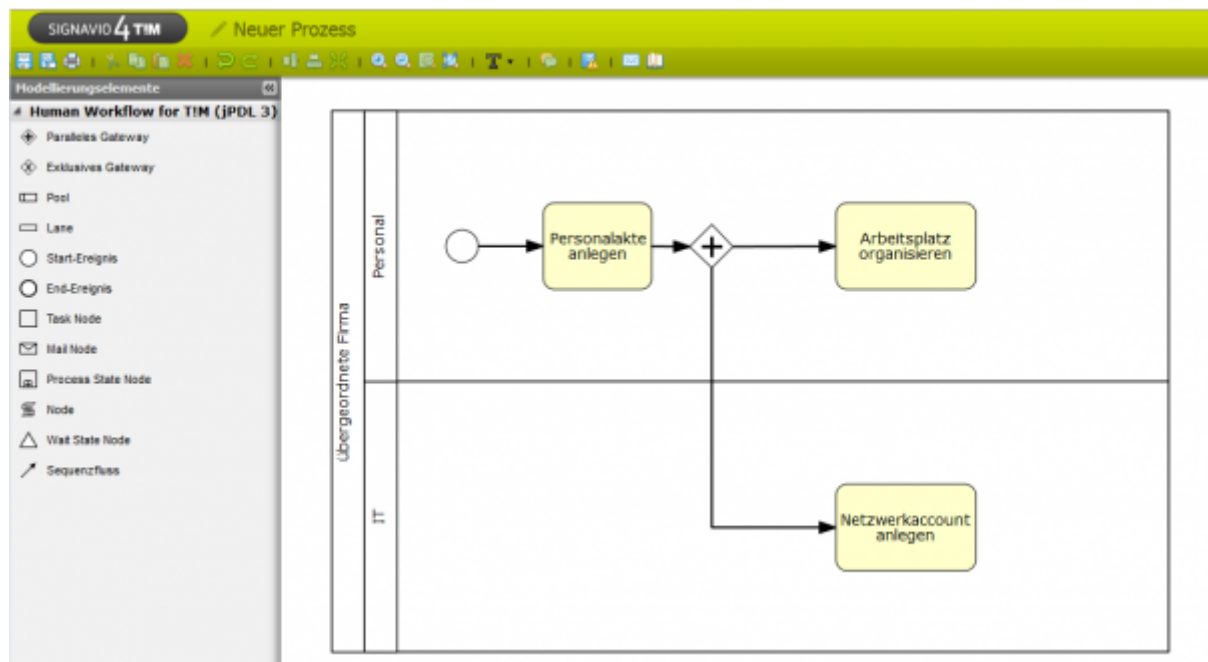 SIGNAVIO 4 T!M
Neuer Prozess
T
Modellierungselemente
Human Workflow for T!M (jPDL 3)
Paralleles Gateway
Exklusives Gateway
Pool
Lane
Start-Ereignis
End-Ereignis
Task Node
Mail Node
Process State Node
Node
Wait State Node
Sequenzfluss
Übergeordnete Firma
Personal
Personalakte
anlegen
Arbeitsplatz
organisieren
IT
Netzwerkaccount
anlegen